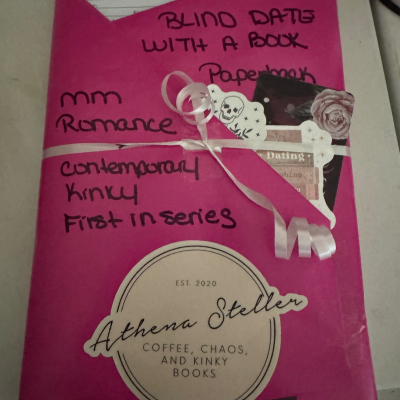 BLIND DATE
WITH A BOOK
Paperback
mm
Romance
contemporary
Kinky
First in series
Dating
EST. 2020
Athena Steller
COFFEE, CHAOS,
AND KINKY
BOOKS